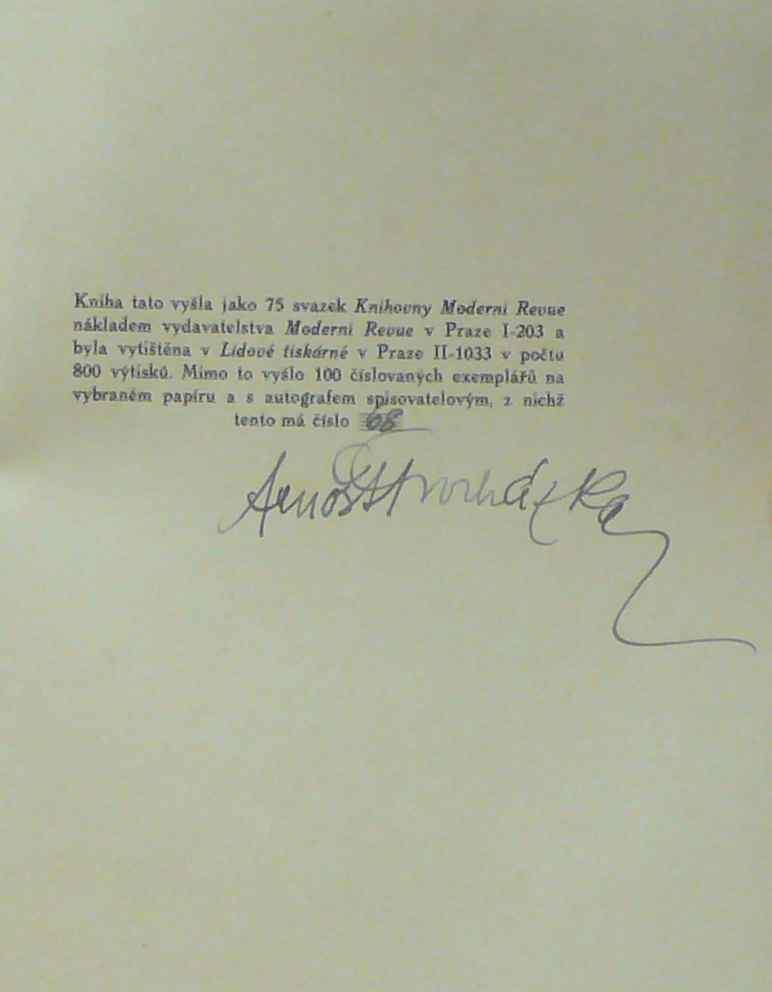 Kniha tato vyšla jako 75 svazek Knihovny Moderní Revue
nákladem vydavatelstva Moderní Revue v Praze I-203 a
byla vytištěna v Lidové tiskárně v Praze II-1033 v počtu
800 výtisků. Mimo to vyšlo 100 číslovaných exemplářů na
vybraném papíru a s autografem spisovatelovým, z nichž
tento má číslo 68
Arnošt Procházka